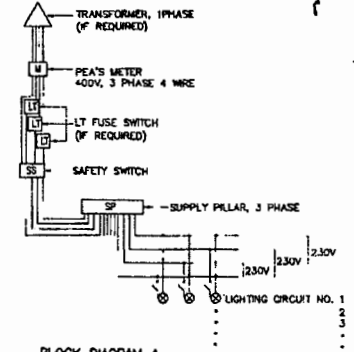 TRANSFORMER, 1PHASE
(IF REQUIRED)
M
PEA'S METER
400V, 3 PHASE 4 WIRE
LT
LT
LT
LT FUSE SWITCH
(IF REQUIRED)
SS
SAFETY SWITCH
SP
SUPPLY PILLAR, 3 PHASE
230V
230V
230V
LIGHTING CIRCUIT NO. 1
2
3
BLOCK DIAGRAM A